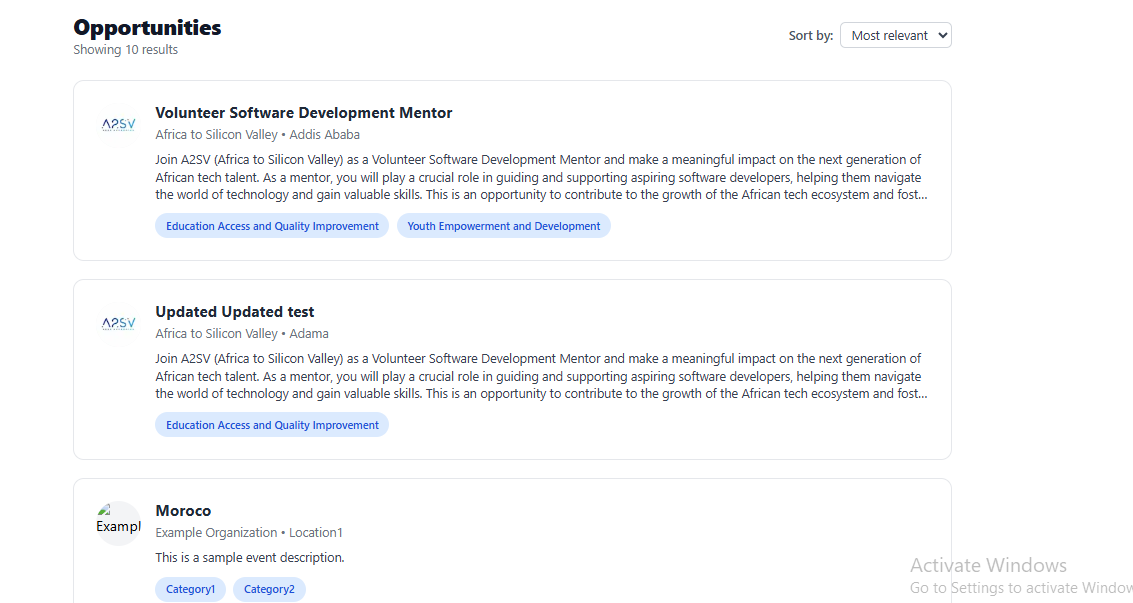 Opportunities
Showing 10 results
Sort by: Most relevant
A2SV
Volunteer Software Development Mentor
Africa to Silicon Valley • Addis Ababa
Join A2SV (Africa to Silicon Valley) as a Volunteer Software Development Mentor and make a meaningful impact on the next generation of
African tech talent. As a mentor, you will play a crucial role in guiding and supporting aspiring software developers, helping them navigate
the world of technology and gain valuable skills. This is an opportunity to contribute to the growth of the African tech ecosystem and fost...
Education Access and Quality Improvement Youth Empowerment and Development
A2SV
Updated Updated test
Africa to Silicon Valley • Adama
Join A2SV (Africa to Silicon Valley) as a Volunteer Software Development Mentor and make a meaningful impact on the next generation of
African tech talent. As a mentor, you will play a crucial role in guiding and supporting aspiring software developers, helping them navigate
the world of technology and gain valuable skills. This is an opportunity to contribute to the growth of the African tech ecosystem and fost...
Education Access and Quality Improvement
Exampl
Moroco
Example Organization • Location1
This is a sample event description.
Category1 Category2
Activate Windows
Go to Settings to activate Window